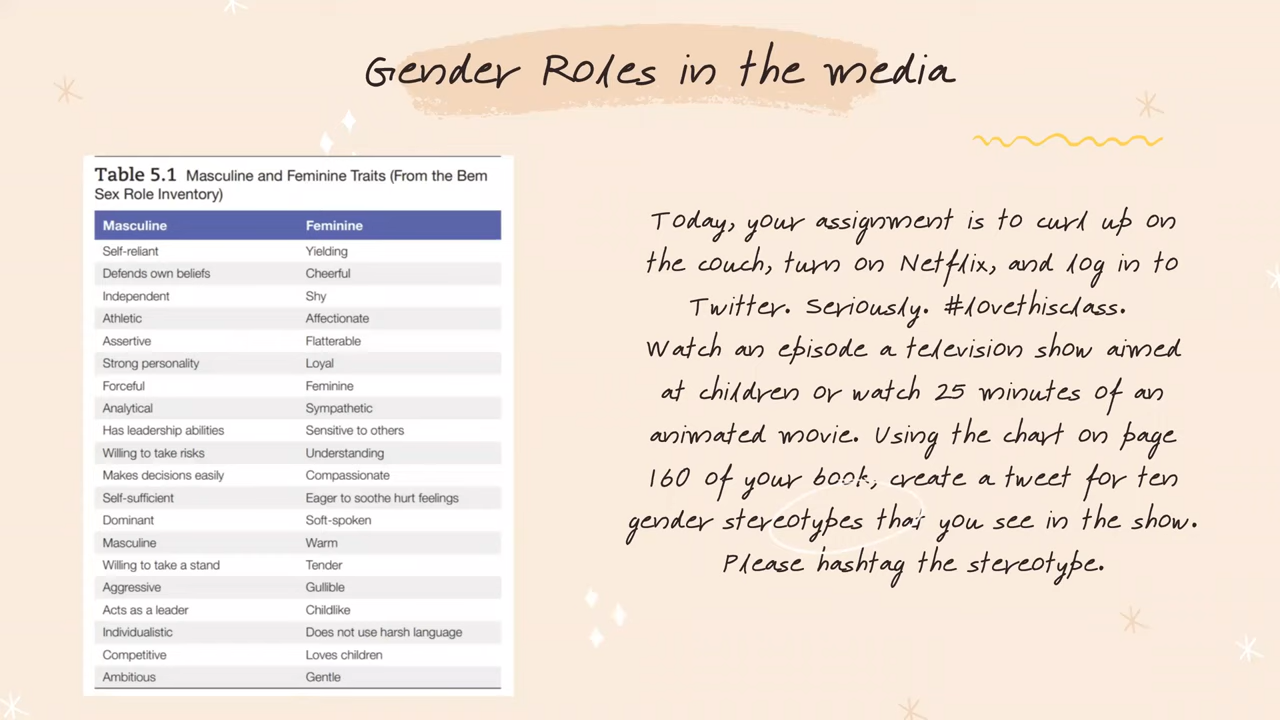 Gender Roles in the media
Table 5.1 Masculine and Feminine Traits (From the Bem
Sex Role Inventory)
Masculine Feminine
Self-reliant Yielding
Defends own beliefs Cheerful
Independent Shy
Athletic Affectionate
Assertive Flatterable
Strong personality Loyal
Forceful Feminine
Analytical Sympathetic
Has leadership abilities Sensitive to others
Willing to take risks Understanding
Makes decisions easily Compassionate
Self-sufficient Eager to soothe hurt feelings
Dominant Soft-spoken
Masculine Warm
Willing to take a stand Tender
Aggressive Gullible
Acts as a leader Childlike
Individualistic Does not use harsh language
Competitive Loves children
Ambitious Gentle
Today, your assignment is to curl up on
the couch, turn on Netflix, and log in to
Twitter. Seriously. #lovethisclass.
Watch an episode a television show aimed
at children or watch 25 minutes of an
animated movie. Using the chart on page
160 of your book, create a tweet for ten
gender stereotypes that you see in the show.
Please hashtag the stereotype.